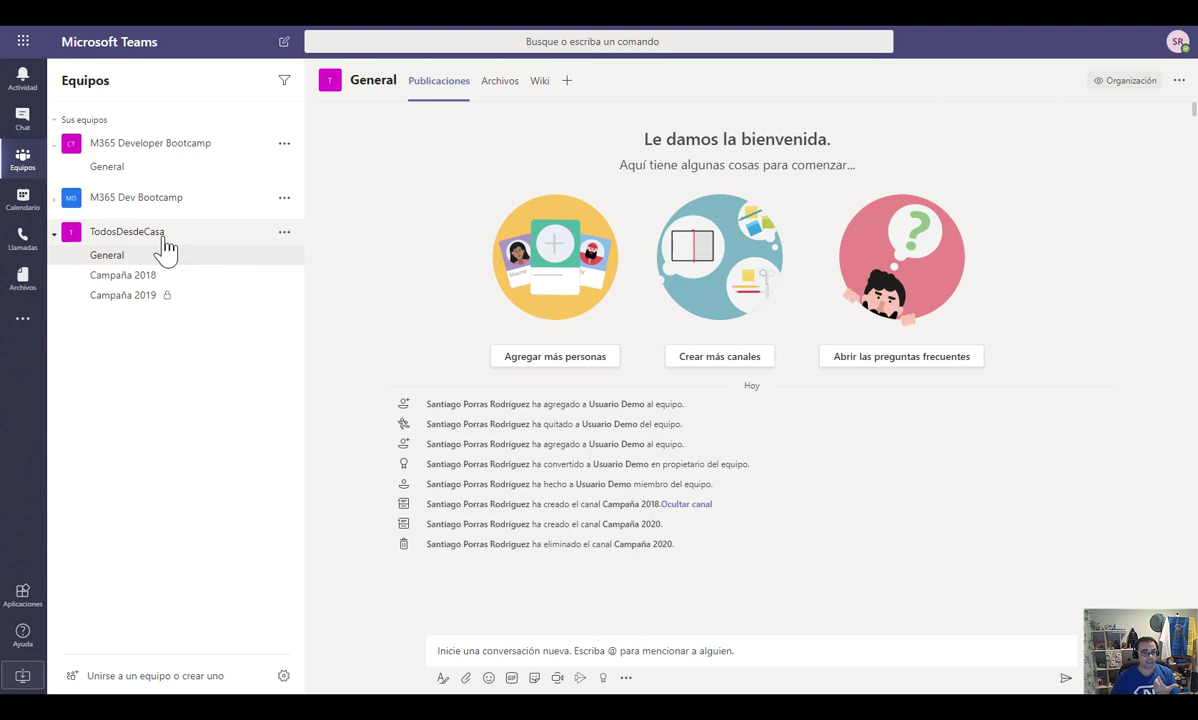 Microsoft Teams
Busque o escriba un comando
SR
Actividad
Chat
Equipos
Calendario
Llamadas
Archivos
Aplicaciones
Ayuda
Equipos
Sus equipos
CT M365 Developer Bootcamp
General
MD M365 Dev Bootcamp
T TodosDesdeCasa
General
Campaña 2018
Campaña 2019
Unirse a un equipo o crear uno
T General Publicaciones Archivos Wiki
Organización
Le damos la bienvenida.
Aquí tiene algunas cosas para comenzar...
Agregar más personas
Crear más canales
Abrir las preguntas frecuentes
Hoy
Santiago Porras Rodríguez ha agregado a Usuario Demo al equipo.
Santiago Porras Rodríguez ha quitado a Usuario Demo del equipo.
Santiago Porras Rodríguez ha agregado a Usuario Demo al equipo.
Santiago Porras Rodríguez ha convertido a Usuario Demo en propietario del equipo.
Santiago Porras Rodríguez ha hecho a Usuario Demo miembro del equipo.
Santiago Porras Rodríguez ha creado el canal Campaña 2018.Ocultar canal
Santiago Porras Rodríguez ha creado el canal Campaña 2020.
Santiago Porras Rodríguez ha eliminado el canal Campaña 2020.
Inicie una conversación nueva. Escriba @ para mencionar a alguien.
GIF